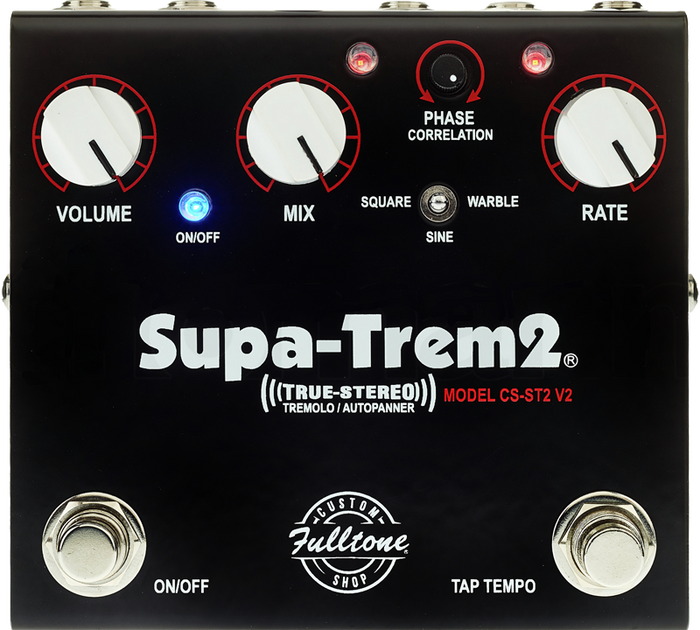 PHASE
CORRELATION
VOLUME
MIX
RATE
SQUARE
WARBLE
SINE
ON/OFF
Supa-Trem2®
(((TRUE-STEREO)))
TREMOLO / AUTOPANNER
MODEL CS-ST2 V2
CUSTOM
Fulltone®
SHOP
ON/OFF
TAP TEMPO